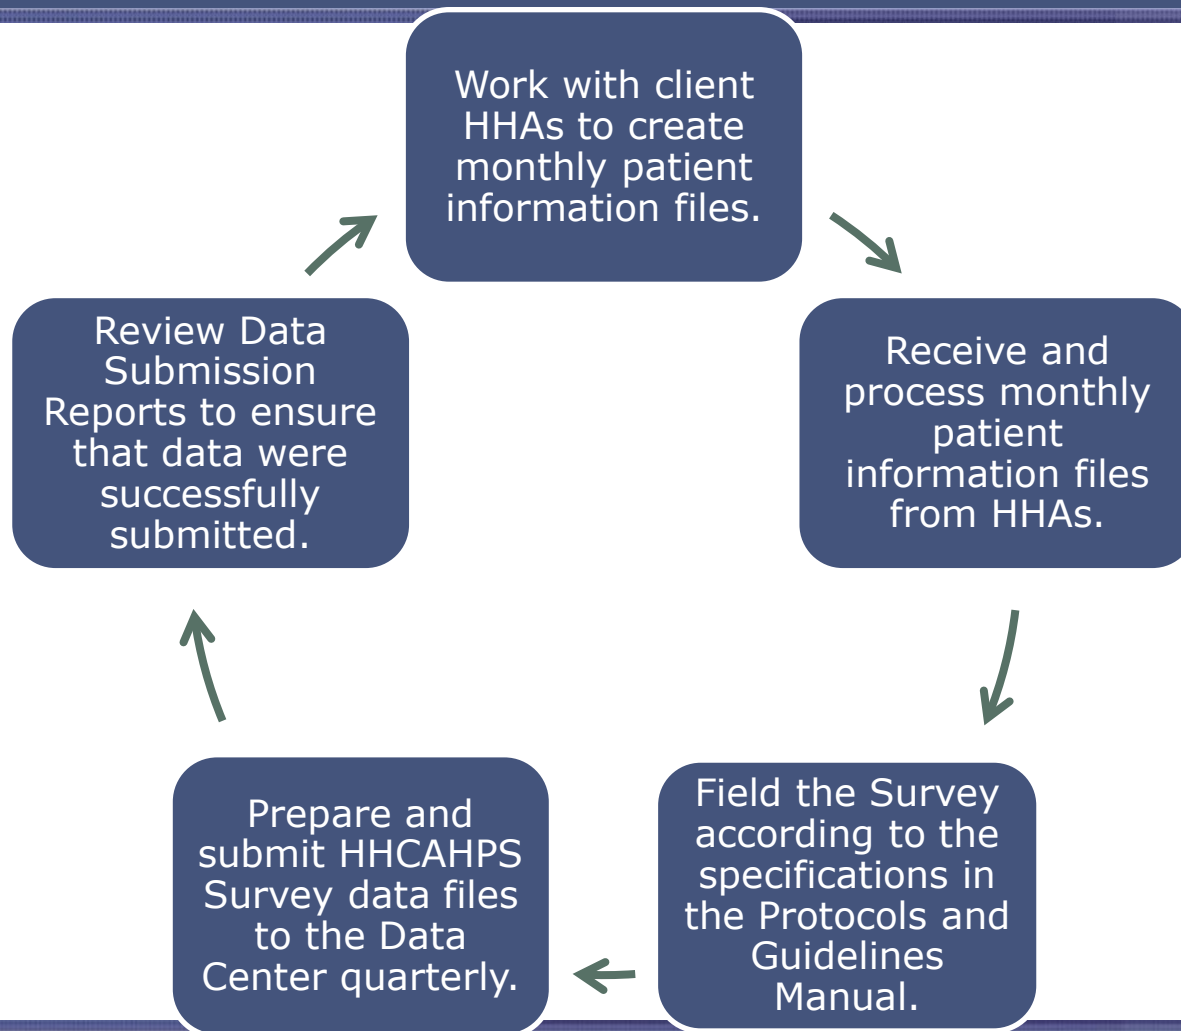 Work with client
HHAs to create
monthly patient
information files.
Receive and
process monthly
patient
information files
from HHAs.
Field the Survey
according to the
specifications in
the Protocols and
Guidelines
Manual.
Prepare and
submit HHCAHPS
Survey data files
to the Data
Center quarterly.
Review Data
Submission
Reports to ensure
that data were
successfully
submitted.